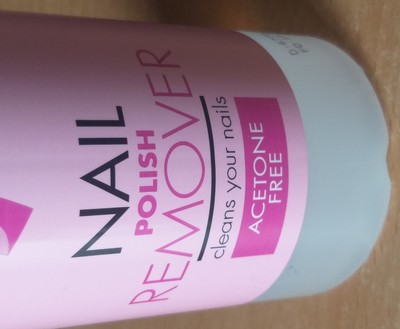 NAIL
POLISH
REMOVER
cleans your nails
ACETONE
FREE